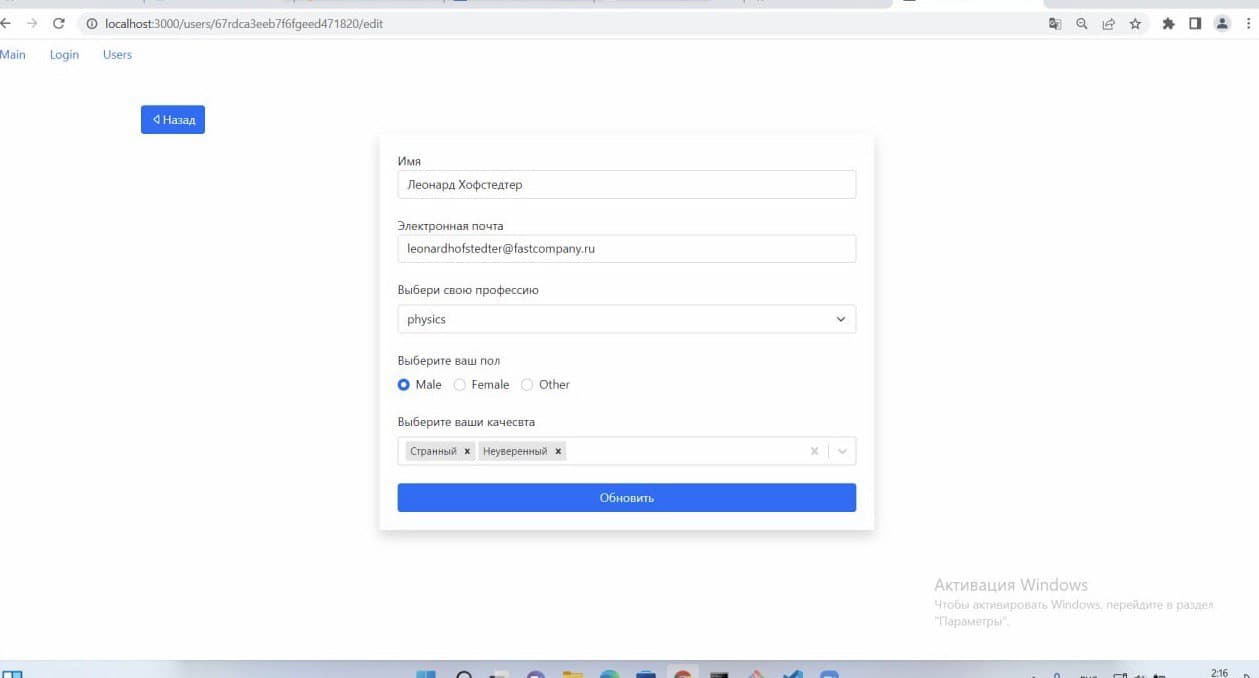 localhost:3000/users/67rdca3eeb7f6fgeed471820/edit
Main Login Users
Назад
Имя
Леонард Хофстедтер
Электронная почта
leonardhofstedter@fastcompany.ru
Выбери свою профессию
physics
Выберите ваш пол
Male Female Other
Выберите ваши качесвта
Странный Неуверенный
Обновить
Активация Windows
Чтобы активировать Windows, перейдите в раздел
"Параметры".
2:16